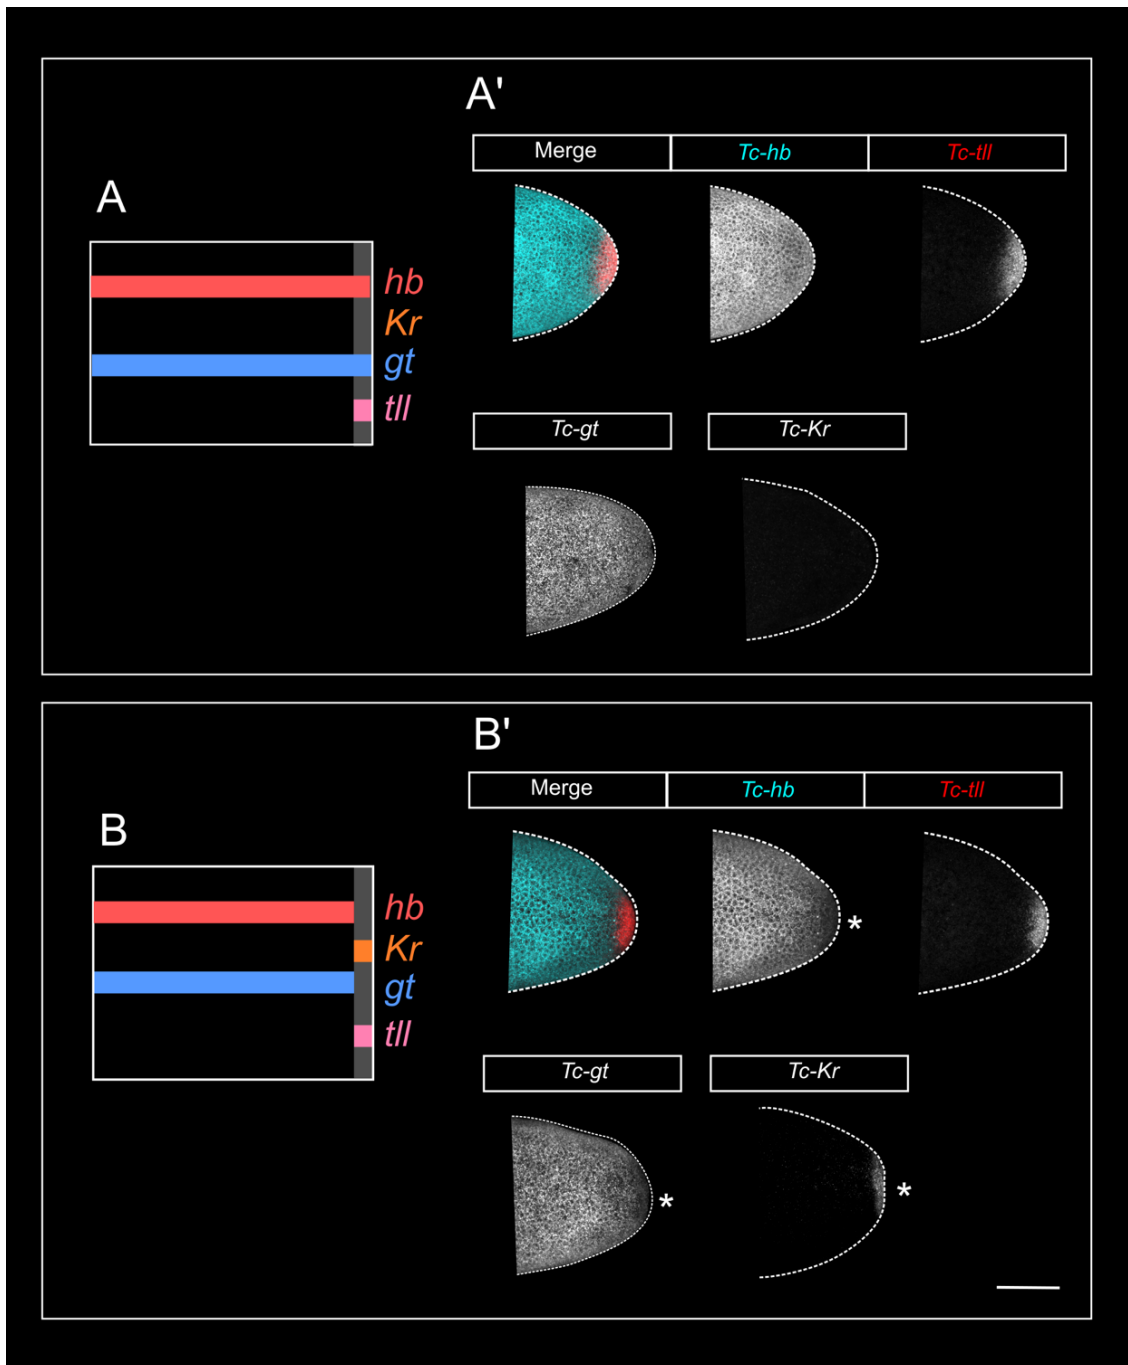 A
hb
Kr
gt
tll
A'
Merge
Tc-hb
Tc-tll
Tc-gt
Tc-Kr
B
hb
Kr
gt
tll
B'
Merge
Tc-hb
Tc-tll
*
Tc-gt
Tc-Kr
*
*